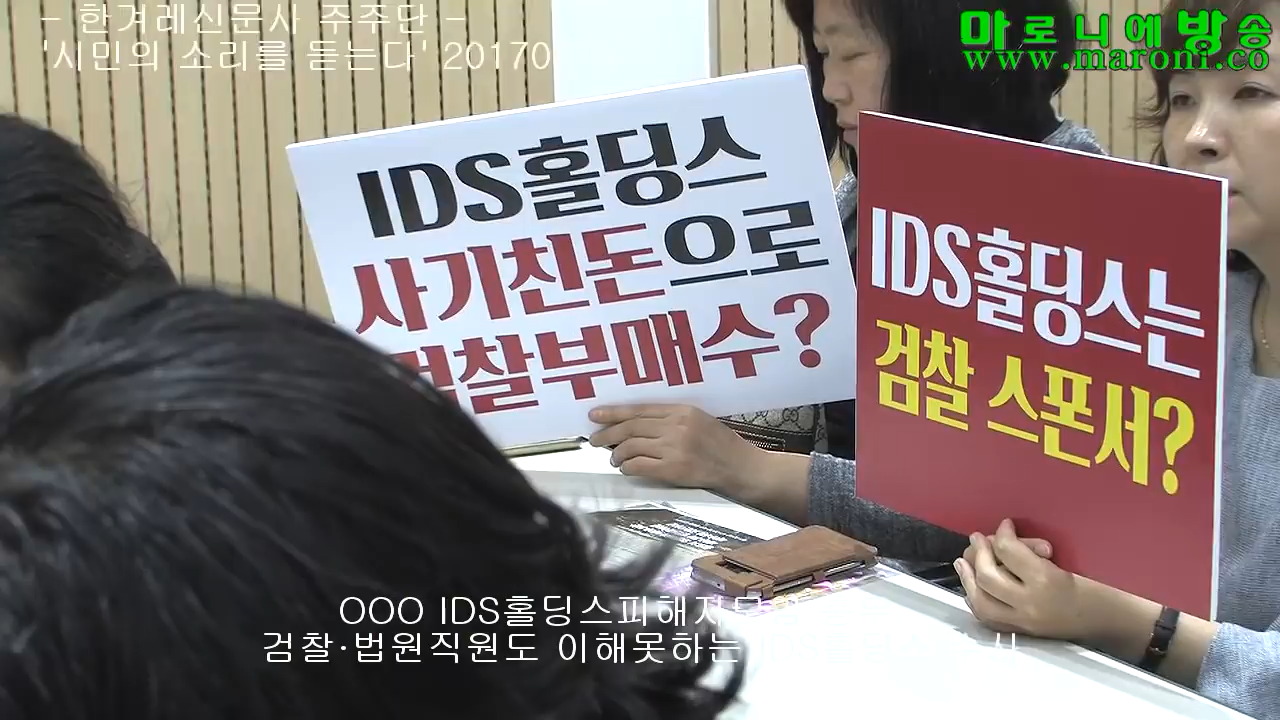 - 한겨레신문사 주주단 -
'시민의 소리를 듣는다' 20170
마로니에방송
www.maroni.co
IDS홀딩스
사기친돈으로
검찰부매수?
IDS홀딩스는
검찰 스폰서?
OOO IDS홀딩스피해자
검찰·법원직원도 이해못하는